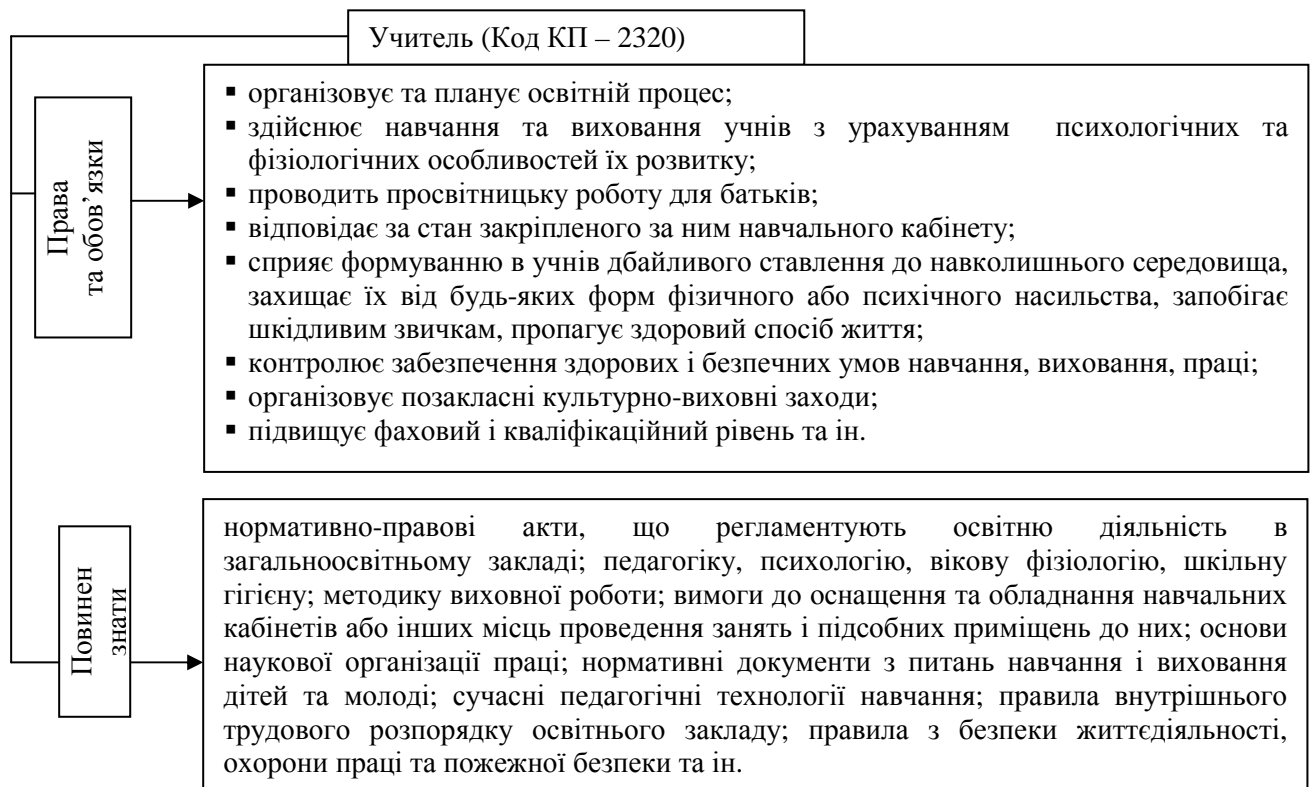 Учитель (Код КП – 2320)
Права
та обов’язки
▪ організовує та планує освітній процес;
▪ здійснює навчання та виховання учнів з урахуванням психологічних та
фізіологічних особливостей їх розвитку;
▪ проводить просвітницьку роботу для батьків;
▪ відповідає за стан закріпленого за ним навчального кабінету;
▪ сприяє формуванню в учнів дбайливого ставлення до навколишнього середовища,
захищає їх від будь-яких форм фізичного або психічного насильства, запобігає
шкідливим звичкам, пропагує здоровий спосіб життя;
▪ контролює забезпечення здорових і безпечних умов навчання, виховання, праці;
▪ організовує позакласні культурно-виховні заходи;
▪ підвищує фаховий і кваліфікаційний рівень та ін.
Повинен
знати
нормативно-правові акти, що регламентують освітню діяльність в
загальноосвітньому закладі; педагогіку, психологію, вікову фізіологію, шкільну
гігієну; методику виховної роботи; вимоги до оснащення та обладнання навчальних
кабінетів або інших місць проведення занять і підсобних приміщень до них; основи
наукової організації праці; нормативні документи з питань навчання і виховання
дітей та молоді; сучасні педагогічні технології навчання; правила внутрішнього
трудового розпорядку освітнього закладу; правила з безпеки життєдіяльності,
охорони праці та пожежної безпеки та ін.